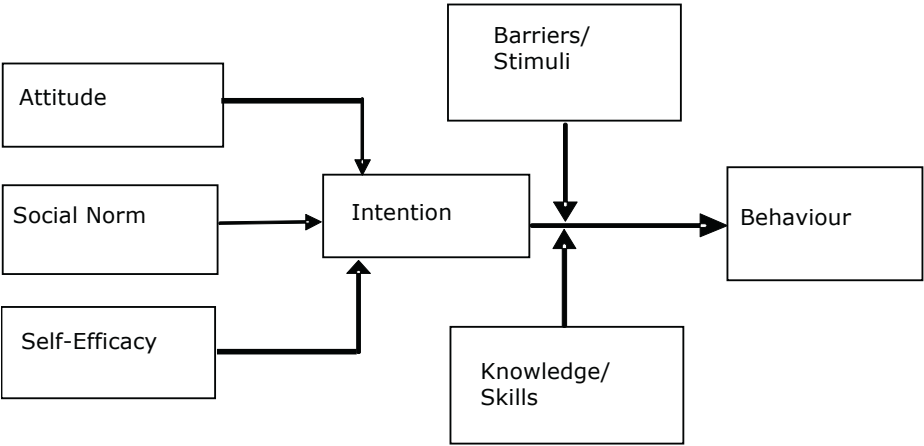 Barriers/
Stimuli
Attitude
Social Norm
Intention
Behaviour
Self-Efficacy
Knowledge/
Skills